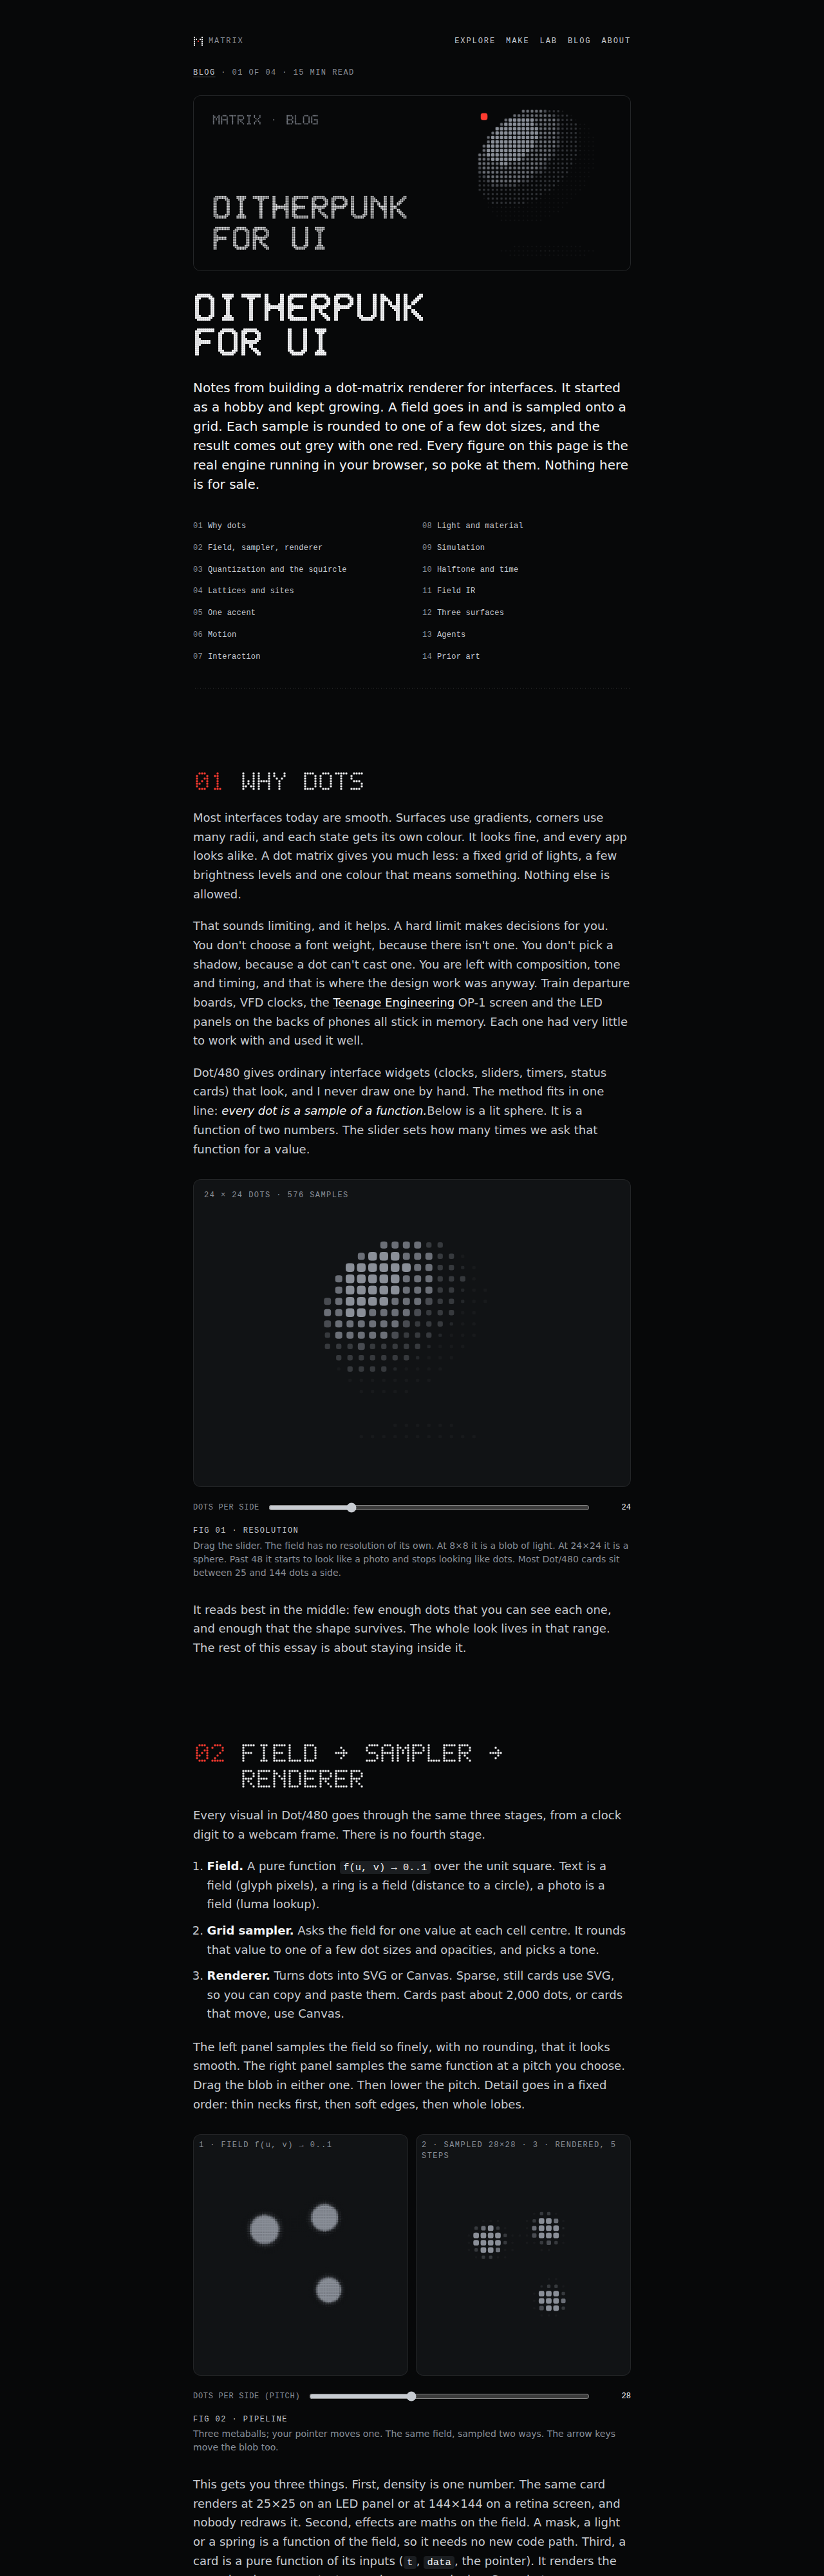 MATRIX
EXPLORE MAKE LAB BLOG ABOUT
BLOG · 01 OF 04 · 15 MIN READ
MATRIX · BLOG
DITHERPUNK
FOR UI
DITHERPUNK
FOR UI
Notes from building a dot-matrix renderer for interfaces. It started
as a hobby and kept growing. A field goes in and is sampled onto a
grid. Each sample is rounded to one of a few dot sizes, and the
result comes out grey with one red. Every figure on this page is the
real engine running in your browser, so poke at them. Nothing here
is for sale.
01 Why dots
02 Field, sampler, renderer
03 Quantization and the squircle
04 Lattices and sites
05 One accent
06 Motion
07 Interaction
08 Light and material
09 Simulation
10 Halftone and time
11 Field IR
12 Three surfaces
13 Agents
14 Prior art
01 WHY DOTS
Most interfaces today are smooth. Surfaces use gradients, corners use
many radii, and each state gets its own colour. It looks fine, and every app
looks alike. A dot matrix gives you much less: a fixed grid of lights, a few
brightness levels and one colour that means something. Nothing else is
allowed.
That sounds limiting, and it helps. A hard limit makes decisions for you.
You don't choose a font weight, because there isn't one. You don't pick a
shadow, because a dot can't cast one. You are left with composition, tone
and timing, and that is where the design work was anyway. Train departure
boards, VFD clocks, the Teenage Engineering OP-1 screen and the LED
panels on the backs of phones all stick in memory. Each one had very little
to work with and used it well.
Dot/480 gives ordinary interface widgets (clocks, sliders, timers, status
cards) that look, and I never draw one by hand. The method fits in one
line: every dot is a sample of a function.Below is a lit sphere. It is a
function of two numbers. The slider sets how many times we ask that
function for a value.
24 × 24 DOTS · 576 SAMPLES
DOTS PER SIDE 24
FIG 01 · RESOLUTION
Drag the slider. The field has no resolution of its own. At 8×8 it is a blob of light. At 24×24 it is a
sphere. Past 48 it starts to look like a photo and stops looking like dots. Most Dot/480 cards sit
between 25 and 144 dots a side.
It reads best in the middle: few enough dots that you can see each one,
and enough that the shape survives. The whole look lives in that range.
The rest of this essay is about staying inside it.
02 FIELD → SAMPLER →
RENDERER
Every visual in Dot/480 goes through the same three stages, from a clock
digit to a webcam frame. There is no fourth stage.
1. Field. A pure function f(u, v) → 0..1 over the unit square. Text is a
field (glyph pixels), a ring is a field (distance to a circle), a photo is a
field (luma lookup).
2. Grid sampler. Asks the field for one value at each cell centre. It rounds
that value to one of a few dot sizes and opacities, and picks a tone.
3. Renderer. Turns dots into SVG or Canvas. Sparse, still cards use SVG,
so you can copy and paste them. Cards past about 2,000 dots, or cards
that move, use Canvas.
The left panel samples the field so finely, with no rounding, that it looks
smooth. The right panel samples the same function at a pitch you choose.
Drag the blob in either one. Then lower the pitch. Detail goes in a fixed
order: thin necks first, then soft edges, then whole lobes.
1 · FIELD f(u, v) → 0..1
2 · SAMPLED 28×28 · 3 · RENDERED, 5
STEPS
DOTS PER SIDE (PITCH) 28
FIG 02 · PIPELINE
Three metaballs; your pointer moves one. The same field, sampled two ways. The arrow keys
move the blob too.
This gets you three things. First, density is one number. The same card
renders at 25×25 on an LED panel or at 144×144 on a retina screen, and
nobody redraws it. Second, effects are maths on the field. A mask, a light
or a spring is a function of the field, so it needs no new code path. Third, a
card is a pure function of its inputs (t, data, the pointer). It renders the